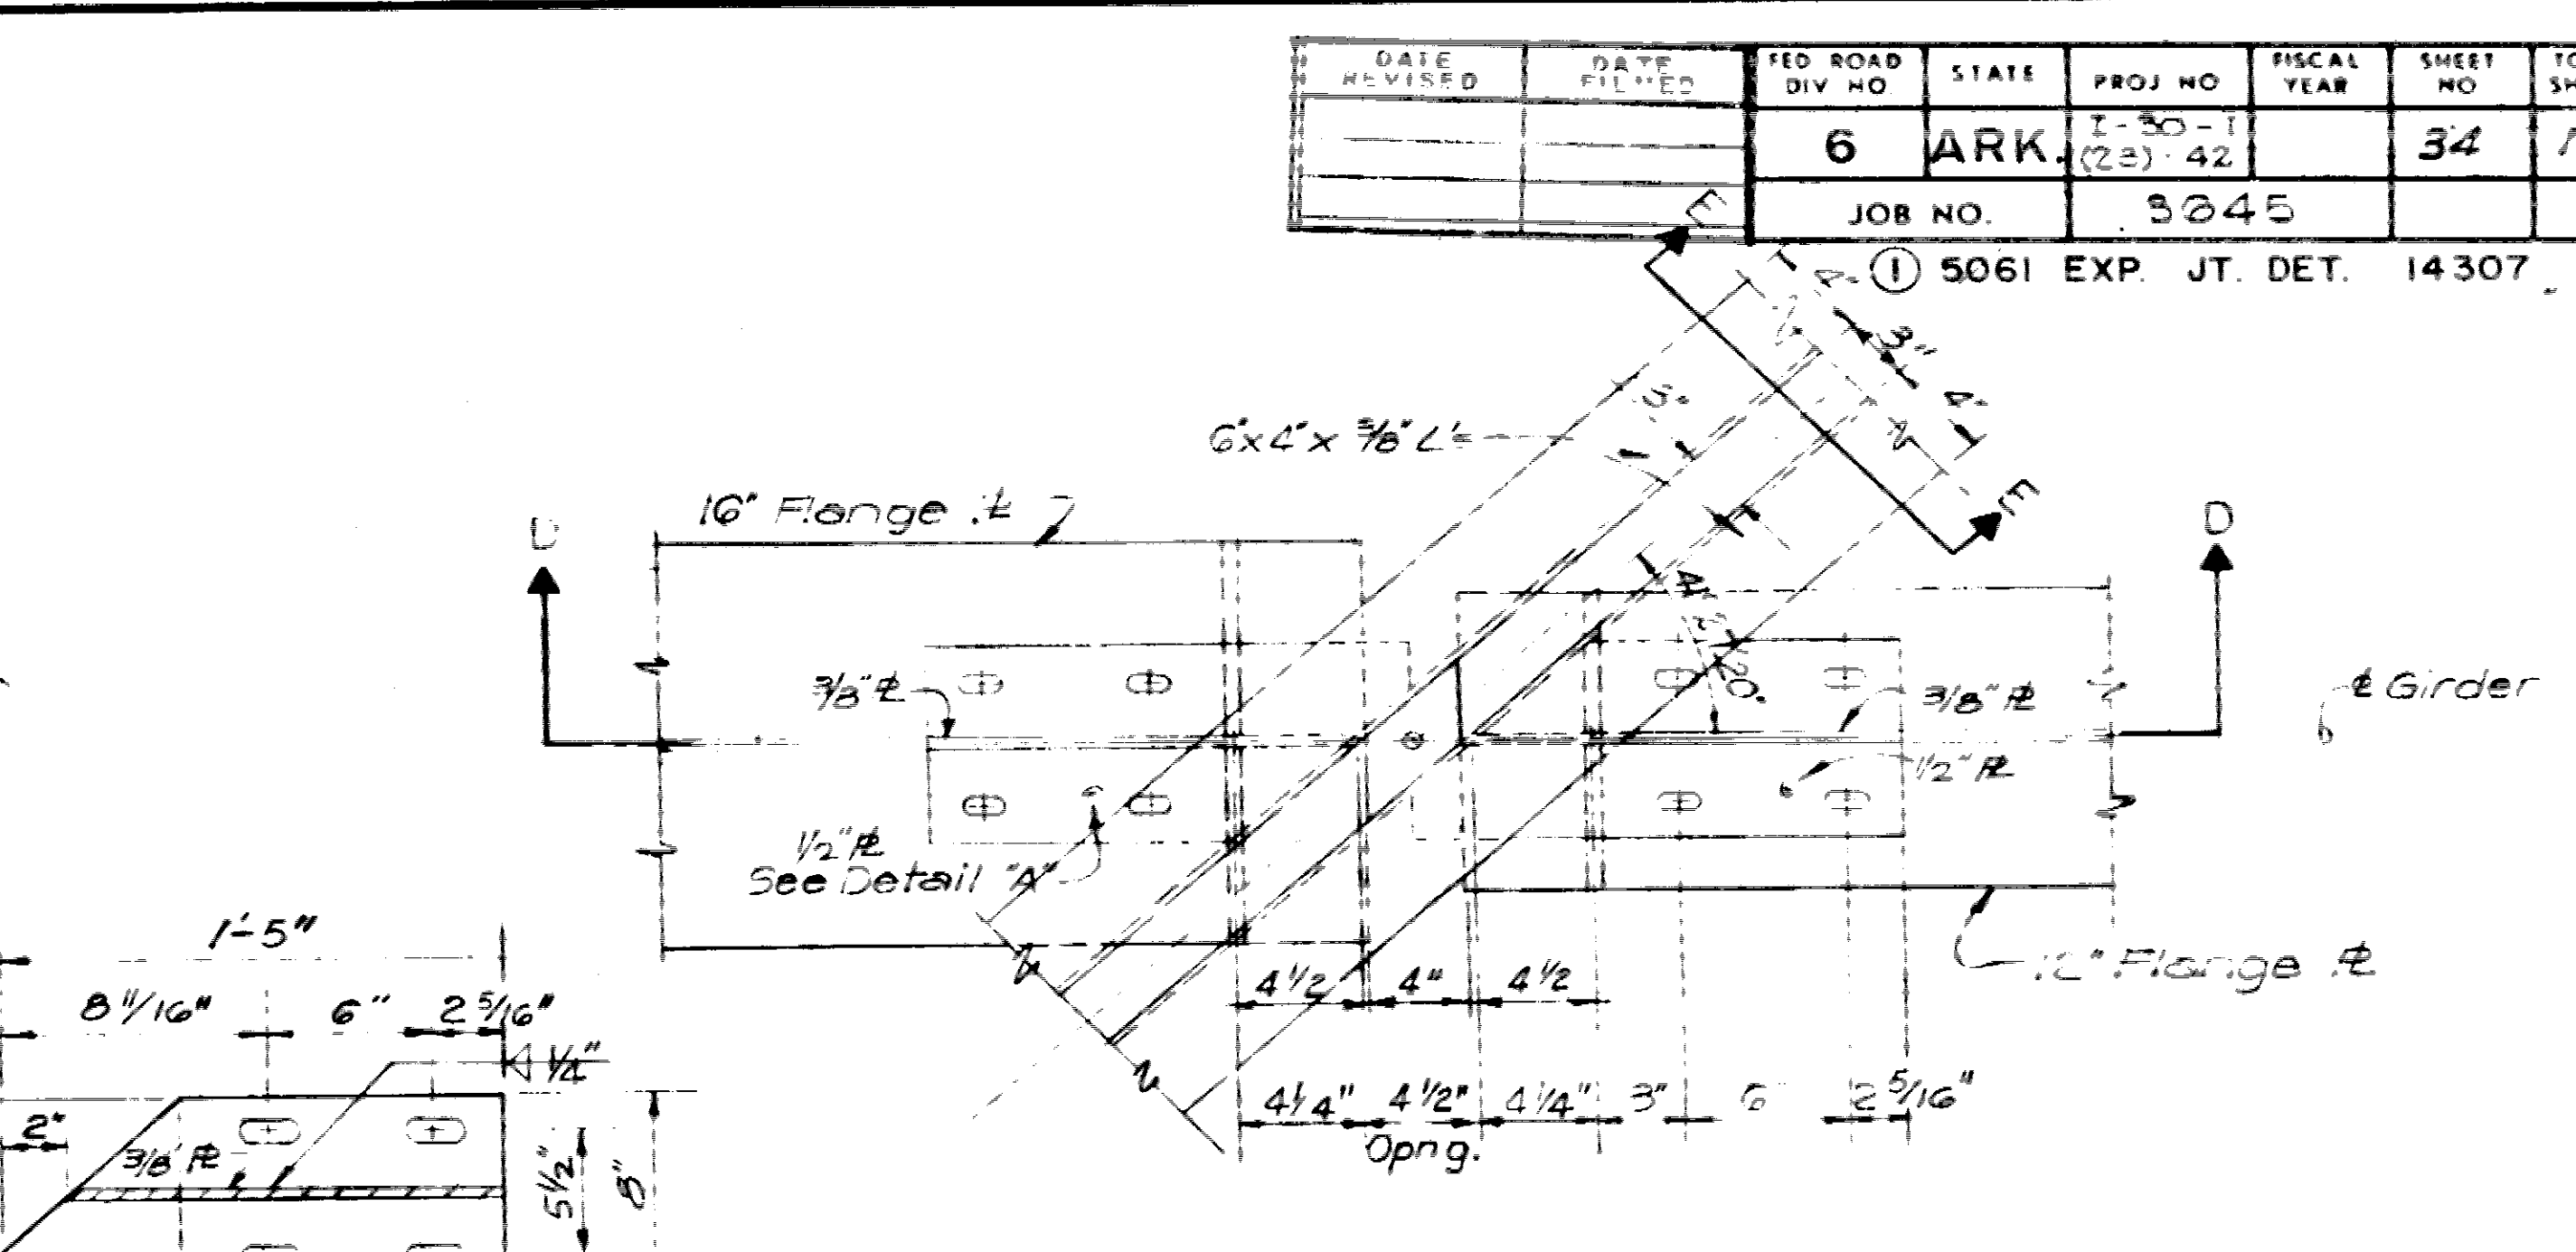 DATE REVISED
DATE FILMED
FED ROAD DIV NO
STATE
PROJ NO
FISCAL YEAR
SHEET NO
6
ARK.
I-30-1
(23) 42
34
JOB NO.
3845
① 5061 EXP. JT. DET. 14307
E
3"
6"x4"x 3/8" L's
16" Flange ℄
D
D
E
3/8" ℄
3/8" ℄
℄ Girder
1/2" ℄
1/2" ℄
See Detail "A"
12" Flange ℄
1'-5"
8 11/16"
6"
2 5/16"
1/4"
4 1/2
4"
4 1/2
4 1/4"
4 1/2"
4 1/4"
3"
6"
2 5/16"
Opng.
2"
3/8" ℄
5 1/2"
8"